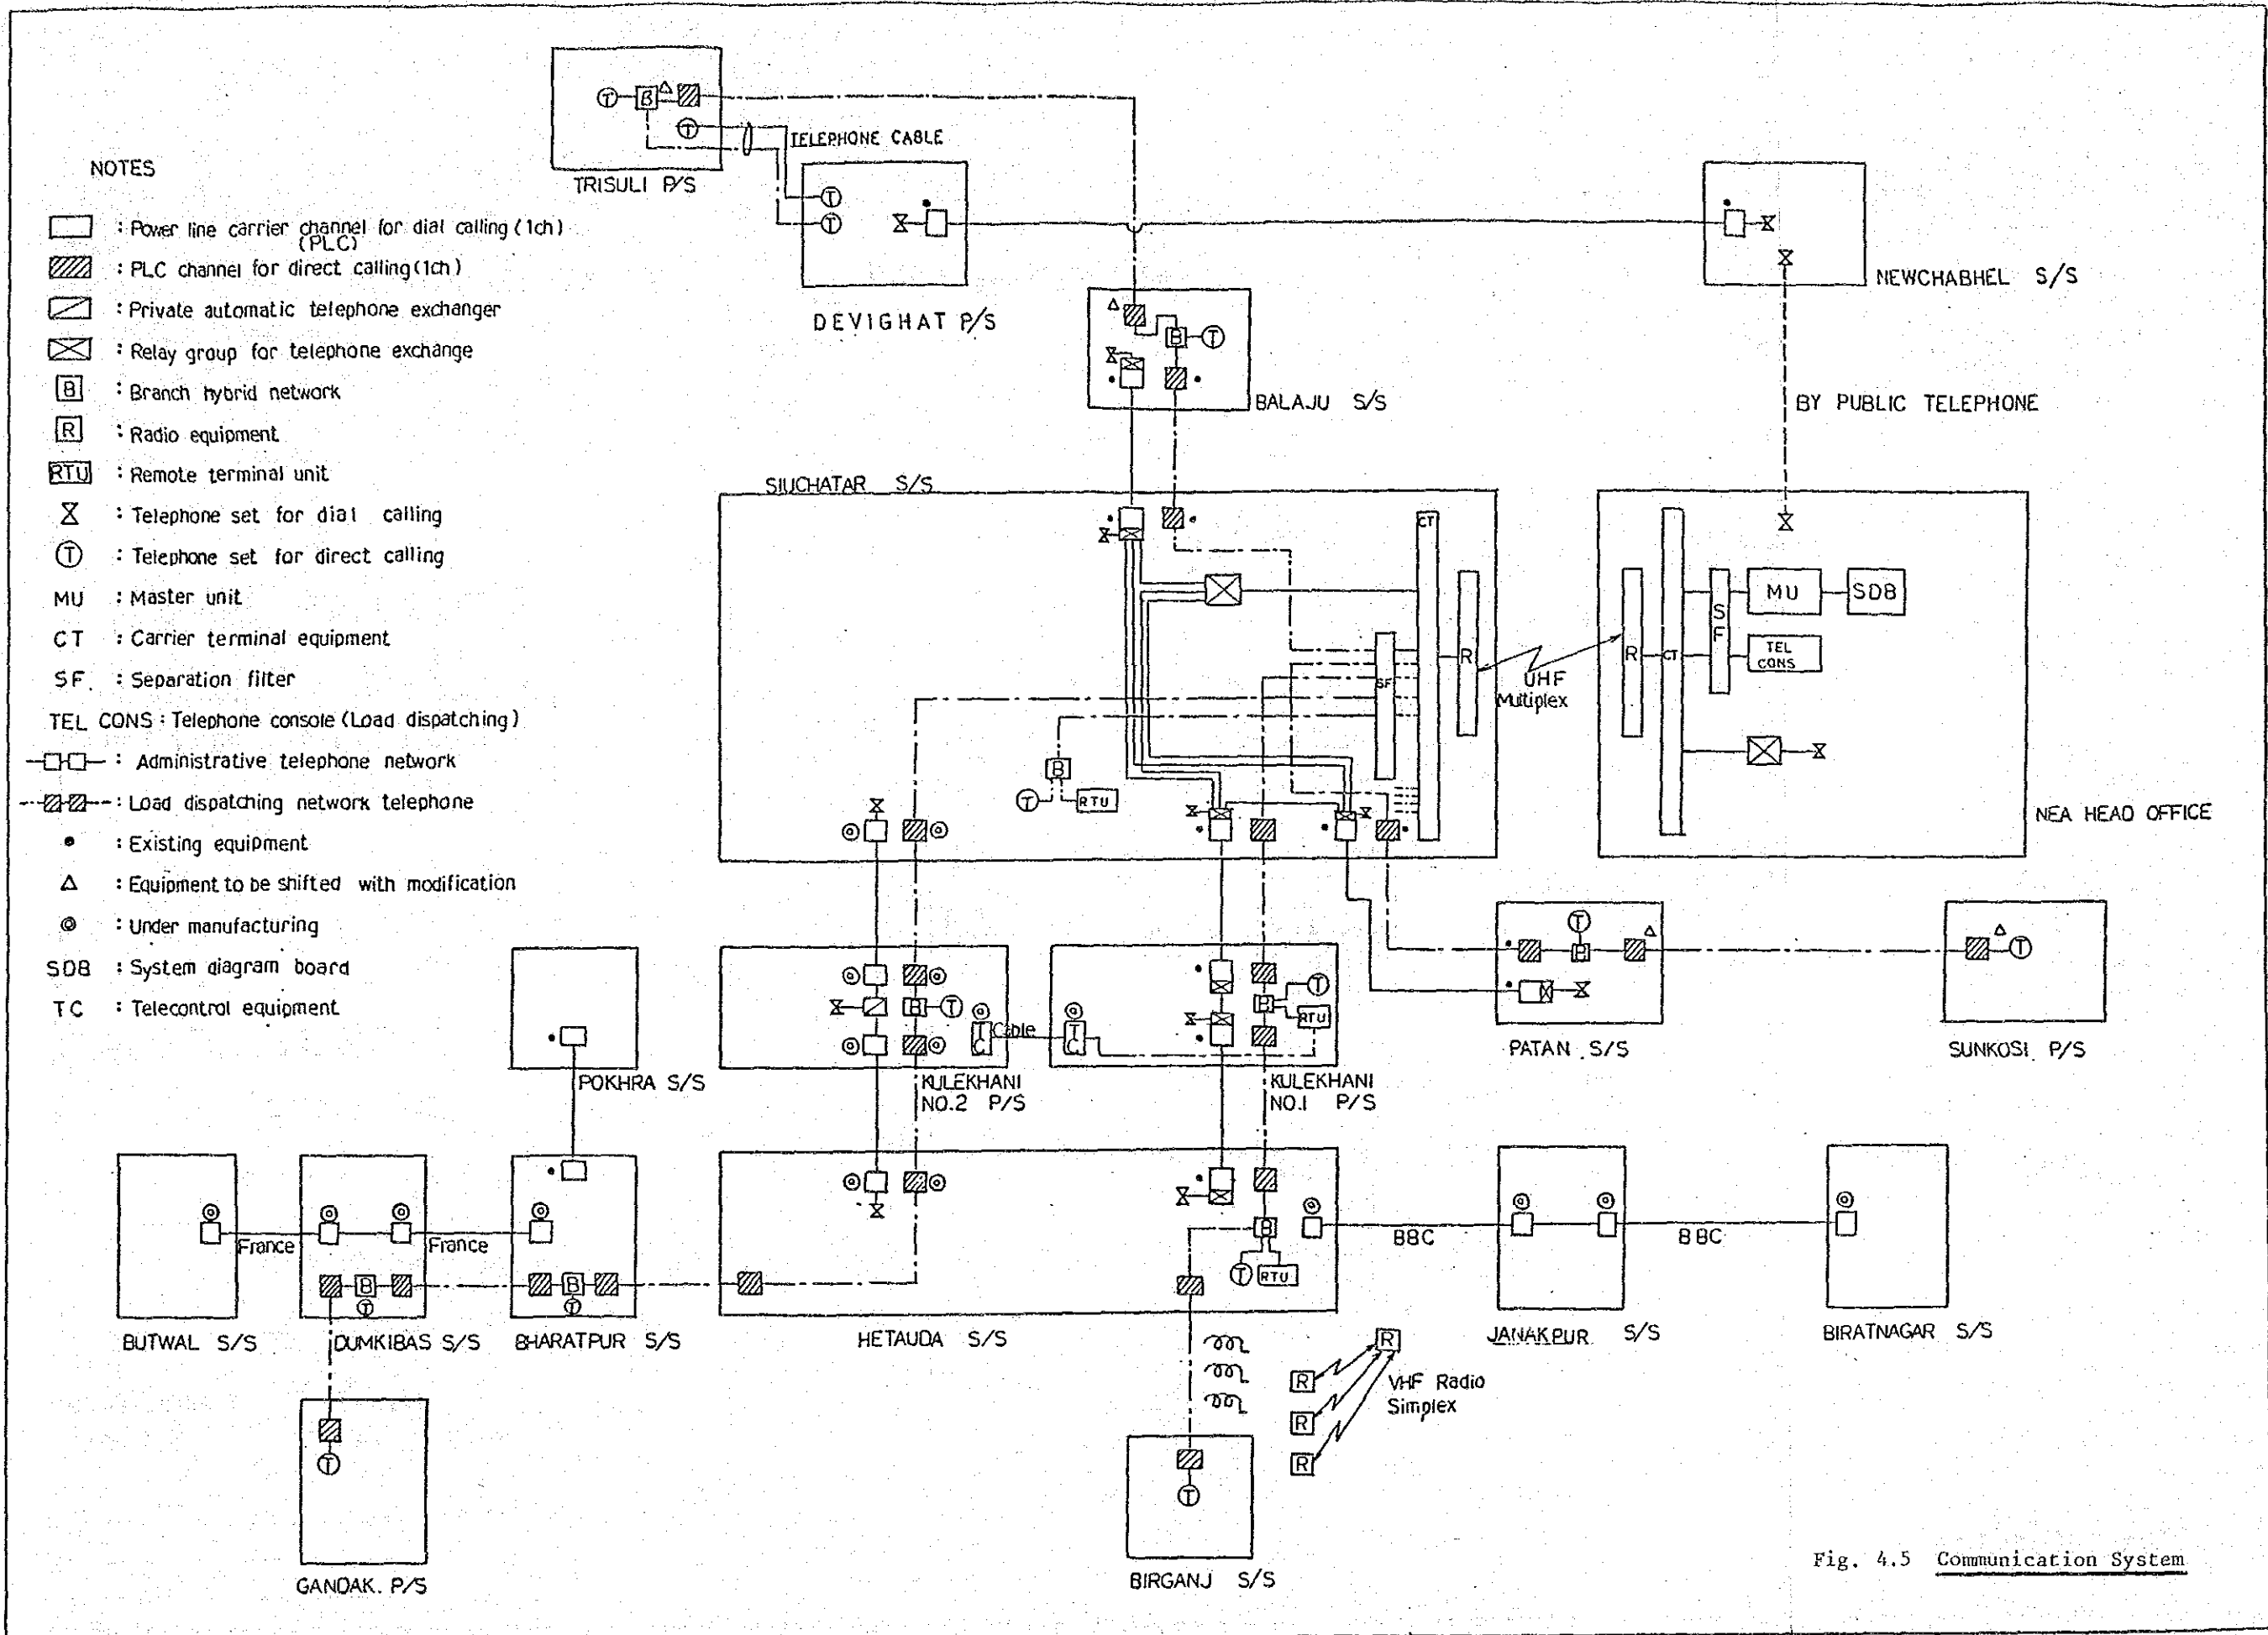 NOTES
: Power line carrier channel for dial calling (1ch)
(PLC)
: PLC channel for direct calling (1ch)
: Private automatic telephone exchanger
: Relay group for telephone exchange
B : Branch hybrid network
R : Radio equipment
RTU : Remote terminal unit
: Telephone set for dial calling
T : Telephone set for direct calling
MU : Master unit
CT : Carrier terminal equipment
SF. : Separation filter
TEL CONS : Telephone console (Load dispatching)
: Administrative telephone network
: Load dispatching network telephone
: Existing equipment
: Equipment to be shifted with modification
: Under manufacturing
SDB : System diagram board
TC : Telecontrol equipment
T B
T
TELEPHONE CABLE
TRISULI P/S
T
T
DEVIGHAT P/S
NEWCHABHEL S/S
B T
BALAJU S/S
BY PUBLIC TELEPHONE
SIUCHATAR S/S
CT
R
SF
B
T RTU
UHF
Multiplex
R
CT
SF
MU SDB
TEL
CONS
NEA HEAD OFFICE
T
B
PATAN . S/S
T
SUNKOSI. P/S
POKHRA S/S
B T
TC
Cable
KULEKHANI
NO.2 P/S
TC
B T
RTU
KULEKHANI
NO.1 P/S
France
France
BUTWAL S/S
B
T
DUMKIBAS S/S
B
T
BHARATPUR S/S
B
T RTU
HETAUDA S/S
BBC
JANAKPUR S/S
BBC
BIRATNAGAR S/S
T
GANDAK. P/S
T
BIRGANJ S/S
R
R
R
R
VHF Radio
Simplex
Fig. 4.5 Communication System